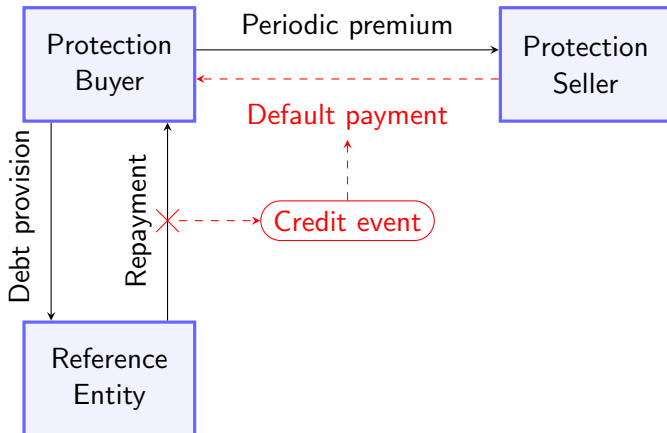 Protection
Buyer
Periodic premium
Protection
Seller
Default payment
Debt provision
Repayment
Credit event
Reference
Entity